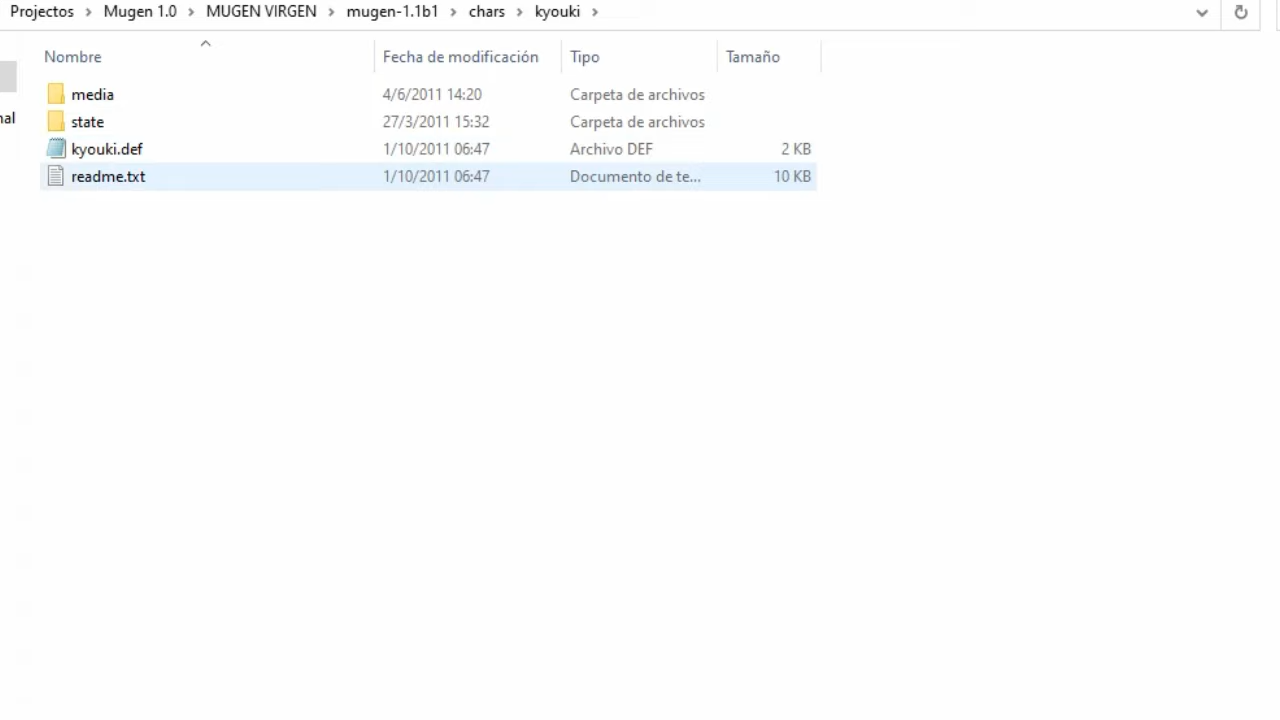 Projectos > Mugen 1.0 > MUGEN VIRGEN > mugen-1.1b1 > chars > kyouki >
Nombre Fecha de modificación Tipo Tamaño
media 4/6/2011 14:20 Carpeta de archivos
nal
state 27/3/2011 15:32 Carpeta de archivos
kyouki.def 1/10/2011 06:47 Archivo DEF 2 KB
readme.txt 1/10/2011 06:47 Documento de te... 10 KB